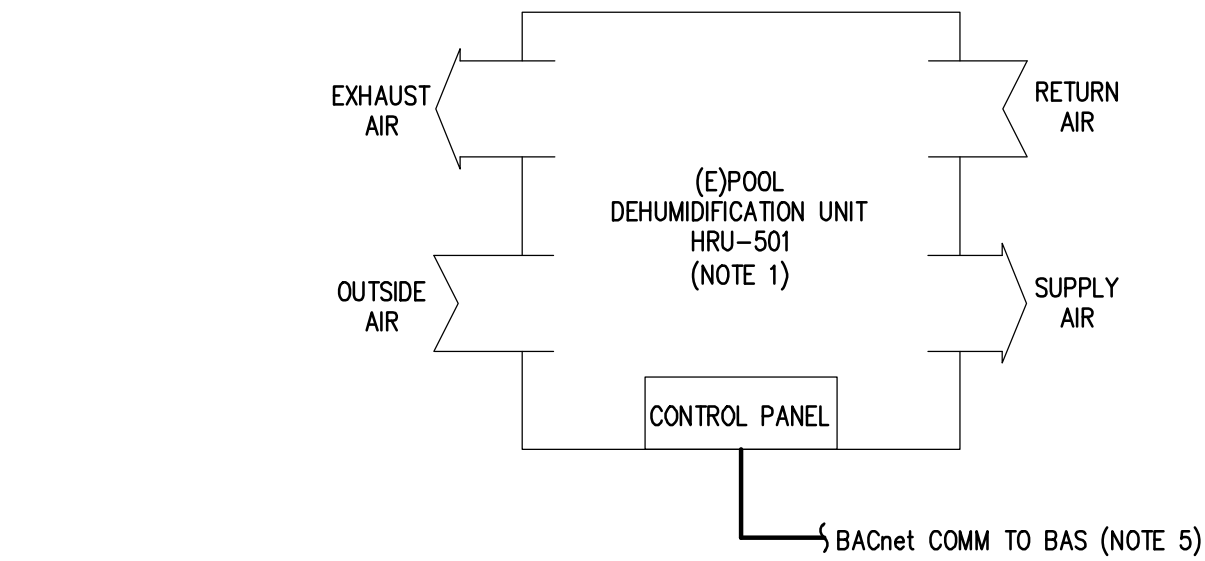 EXHAUST
AIR
RETURN
AIR
(E)POOL
DEHUMIDIFICATION UNIT
HRU-501
(NOTE 1)
OUTSIDE
AIR
SUPPLY
AIR
CONTROL PANEL
BACnet COMM TO BAS (NOTE 5)